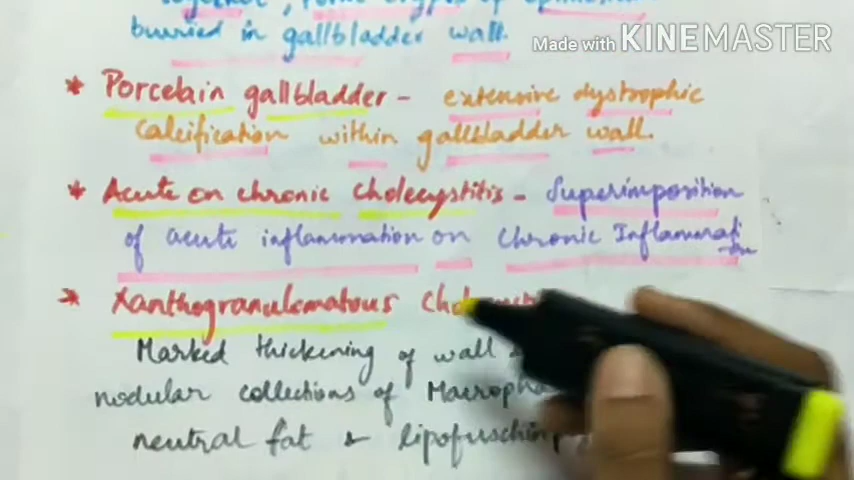 buried in gallbladder wall.
Made with KINEMASTER
* Porcelain gallbladder - extensive dystrophic
calcification within gallbladder wall.
* Acute on chronic cholecystitis - Superimposition
of acute inflammation on chronic Inflammation
* Xanthogranulomatous
Marked thickening of wall
nodular collections of
neutral fat &